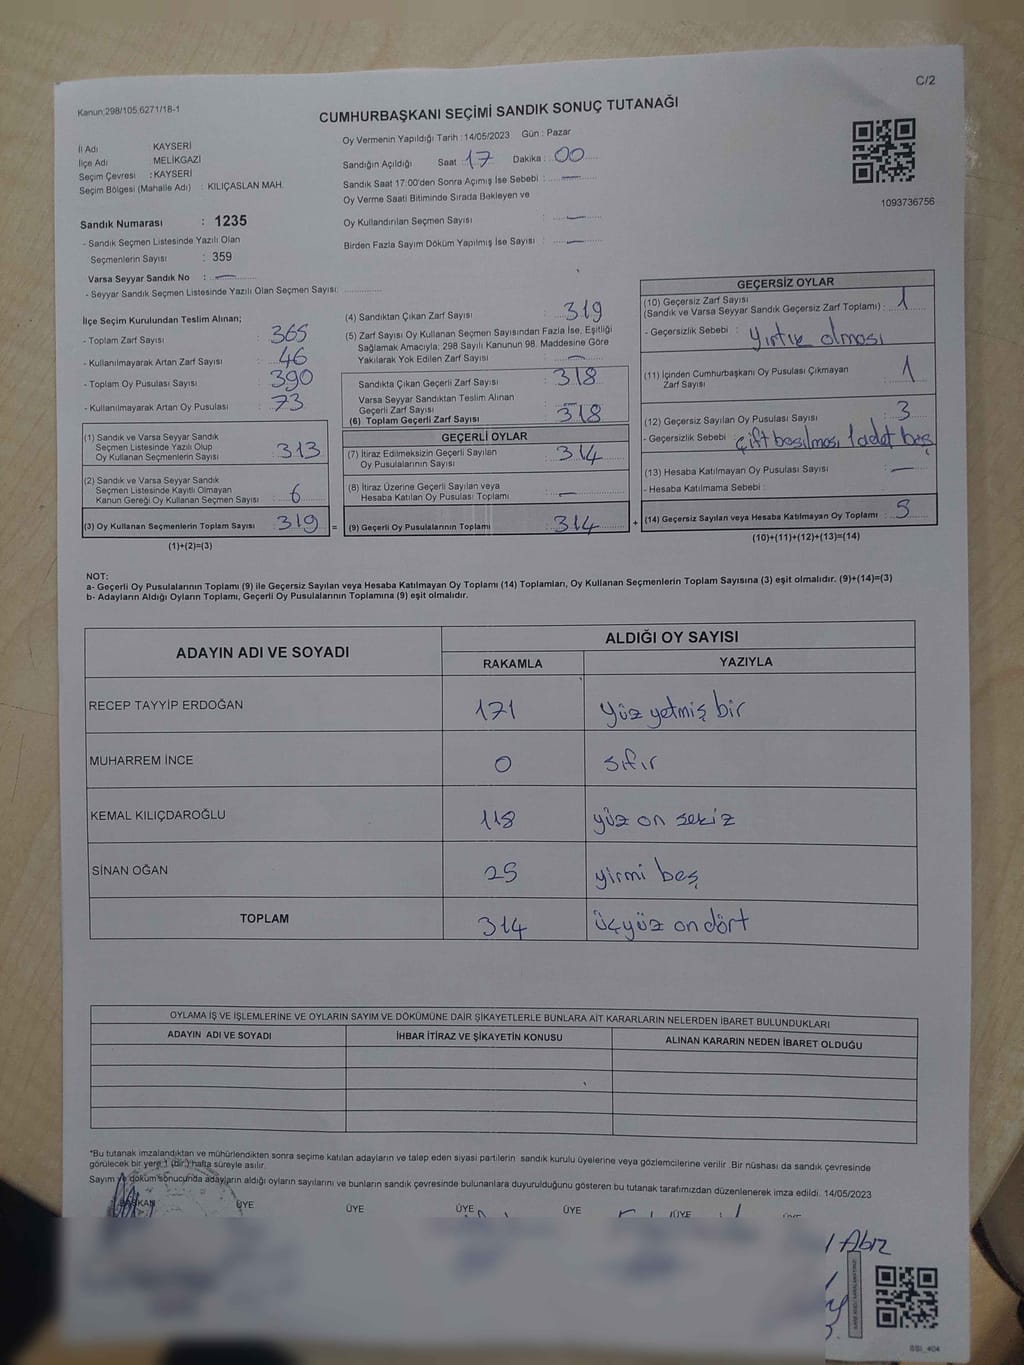 C/2
Kanun:298/105,6271/18-1
CUMHURBAŞKANI SEÇİMİ SANDIK SONUÇ TUTANAĞI
İl Adı KAYSERİ
İlçe Adı MELİKGAZİ
Seçim Çevresi : KAYSERİ
Seçim Bölgesi (Mahalle Adı) : KILIÇASLAN MAH.
Oy Vermenin Yapıldığı Tarih : 14/05/2023 Gün : Pazar
Sandığın Açıldığı Saat 17 Dakika : 00
Sandık Saat 17:00'den Sonra Açımış İse Sebebi : —
Oy Verme Saati Bitiminde Sırada Bekleyen ve
Oy Kullandırılan Seçmen Sayısı : —
Birden Fazla Sayım Döküm Yapılmış İse Sayısı : —
1093736756
Sandık Numarası : 1235
- Sandık Seçmen Listesinde Yazılı Olan
Seçmenlerin Sayısı : 359
Varsa Seyyar Sandık No : —
- Seyyar Sandık Seçmen Listesinde Yazılı Olan Seçmen Sayısı:
İlçe Seçim Kurulundan Teslim Alınan;
- Toplam Zarf Sayısı : 365
- Kullanılmayarak Artan Zarf Sayısı : 46
- Toplam Oy Pusulası Sayısı : 390
- Kullanılmayarak Artan Oy Pusulası : 73
(1) Sandık ve Varsa Seyyar Sandık
Seçmen Listesinde Yazılı Olup
Oy Kullanan Seçmenlerin Sayısı : 313
(2) Sandık ve Varsa Seyyar Sandık
Seçmen Listesinde Kayıtlı Olmayan
Kanun Gereği Oy Kullanan Seçmen Sayısı : 6
(3) Oy Kullanan Seçmenlerin Toplam Sayısı : 319 =
(1)+(2)=(3)
(4) Sandıktan Çıkan Zarf Sayısı : 319
(5) Zarf Sayısı Oy Kullanan Seçmen Sayısından Fazla İse, Eşitliği
Sağlamak Amacıyla; 298 Sayılı Kanunun 98. Maddesine Göre
Yakılarak Yok Edilen Zarf Sayısı : —
Sandıkta Çıkan Geçerli Zarf Sayısı : 318
Varsa Seyyar Sandıktan Teslim Alınan
Geçerli Zarf Sayısı : —
(6) Toplam Geçerli Zarf Sayısı : 318
GEÇERLİ OYLAR
(7) İtiraz Edilmeksizin Geçerli Sayılan
Oy Pusulalarının Sayısı : 314
(8) İtiraz Üzerine Geçerli Sayılan veya
Hesaba Katılan Oy Pusulası Toplamı : —
(9) Geçerli Oy Pusulalarının Toplamı : 314 +
GEÇERSİZ OYLAR
(10) Geçersiz Zarf Sayısı
(Sandık ve Varsa Seyyar Sandık Geçersiz Zarf Toplamı) : 1
- Geçersizlik Sebebi : Yırtık olması
(11) İçinden Cumhurbaşkanı Oy Pusulası Çıkmayan
Zarf Sayısı : 1
(12) Geçersiz Sayılan Oy Pusulası Sayısı : 3
- Geçersizlik Sebebi : çift basılması 1 adet boş
(13) Hesaba Katılmayan Oy Pusulası Sayısı : —
- Hesaba Katılmama Sebebi :
(14) Geçersiz Sayılan veya Hesaba Katılmayan Oy Toplamı : 5
(10)+(11)+(12)+(13)=(14)
NOT:
a- Geçerli Oy Pusulalarının Toplamı (9) ile Geçersiz Sayılan veya Hesaba Katılmayan Oy Toplamı (14) Toplamları, Oy Kullanan Seçmenlerin Toplam Sayısına (3) eşit olmalıdır. (9)+(14)=(3)
b- Adayların Aldığı Oyların Toplamı, Geçerli Oy Pusulalarının Toplamına (9) eşit olmalıdır.
ADAYIN ADI VE SOYADI ALDIĞI OY SAYISI
RAKAMLA YAZIYLA
RECEP TAYYİP ERDOĞAN 171 Yüz yetmiş bir
MUHARREM İNCE 0 sıfır
KEMAL KILIÇDAROĞLU 118 yüz on sekiz
SİNAN OĞAN 25 yirmi beş
TOPLAM 314 üçyüz on dört
OYLAMA İŞ VE İŞLEMLERİNE VE OYLARIN SAYIM VE DÖKÜMÜNE DAİR ŞİKAYETLERLE BUNLARA AİT KARARLARIN NELERDEN İBARET BULUNDUKLARI
ADAYIN ADI VE SOYADI İHBAR İTİRAZ VE ŞİKAYETİN KONUSU ALINAN KARARIN NEDEN İBARET OLDUĞU
*Bu tutanak imzalandıktan ve mühürlendikten sonra seçime katılan adayların ve talep eden siyasi partilerin sandık kurulu üyelerine veya gözlemcilerine verilir. Bir nüshası da sandık çevresinde
görülecek bir yere 1 (bir) hafta süreyle asılır.
Sayım ve döküm sonucunda adayların aldığı oyların sayılarını ve bunların sandık çevresinde bulunanlara duyurulduğunu gösteren bu tutanak tarafımızdan düzenlenerek imza edildi. 14/05/2023
BAŞKAN ÜYE ÜYE ÜYE ÜYE ÜYE ÜYE